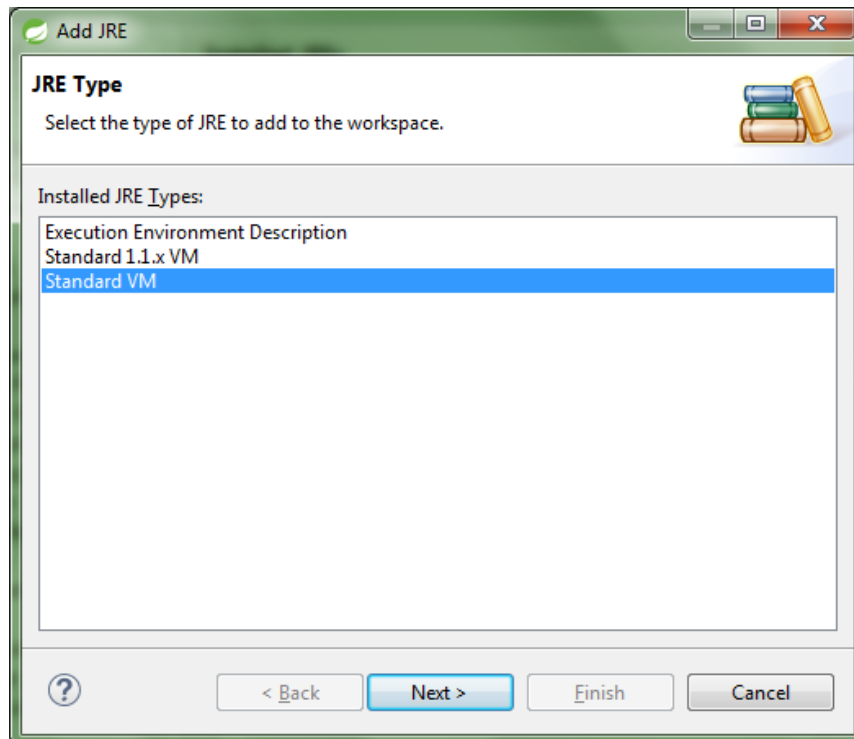 Add JRE
JRE Type
Select the type of JRE to add to the workspace.
Installed JRE Types:
Execution Environment Description
Standard 1.1.x VM
Standard VM
?
< Back
Next >
Finish
Cancel